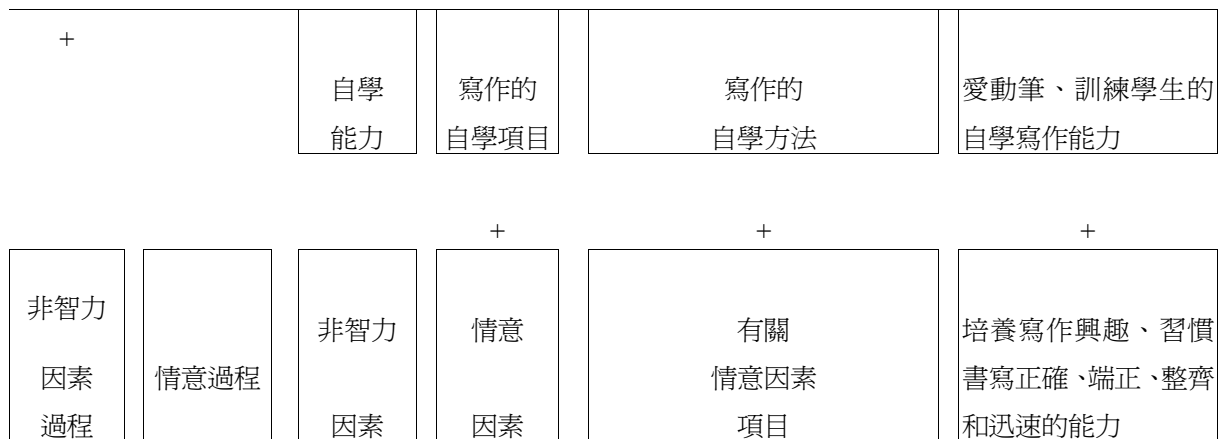 +
自學
能力
寫作的
自學項目
寫作的
自學方法
愛動筆、訓練學生的
自學寫作能力
+
+
+
非智力
因素
過程
情意過程
非智力
因素
情意
因素
有關
情意因素
項目
培養寫作興趣、習慣
書寫正確、端正、整齊
和迅速的能力